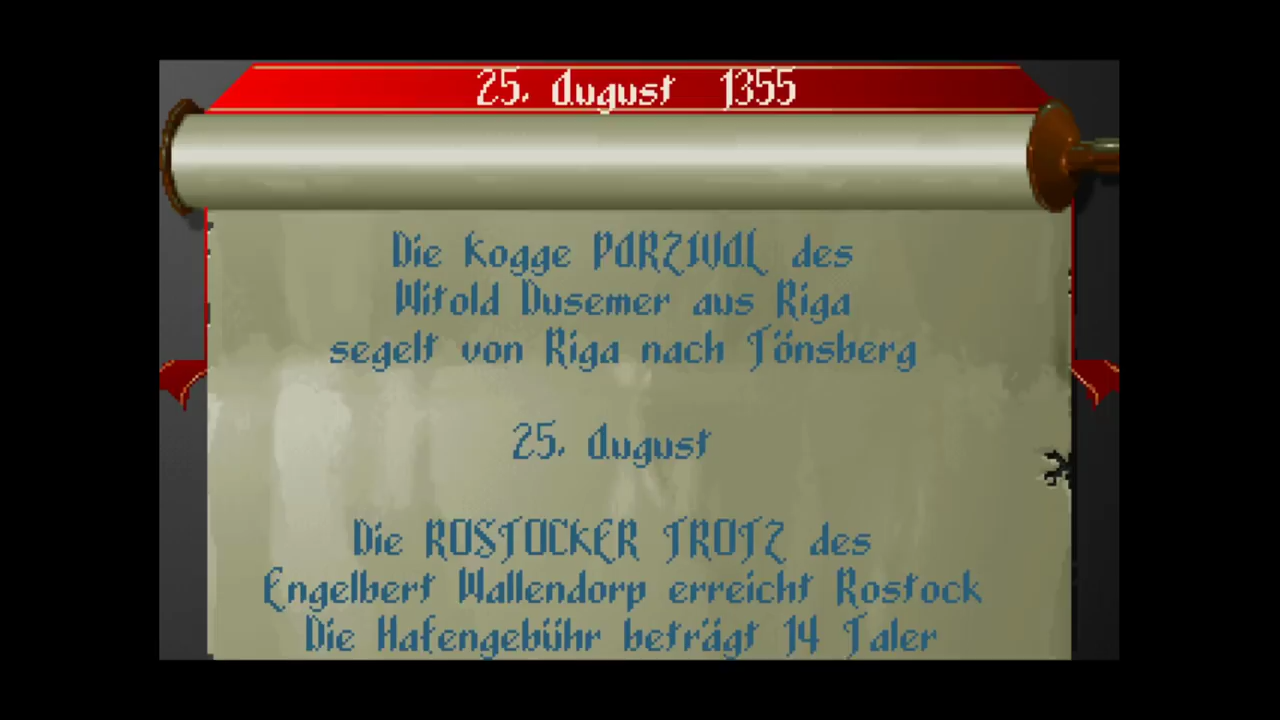 25. August 1355
Die Kogge PARZIVAL des
Witold Dusemer aus Riga
segelt von Riga nach Tönsberg
25. August
Die ROSTOCKER TROTZ des
Engelbert Wallendorp erreicht Rostock
Die Hafengebühr beträgt 14 Taler